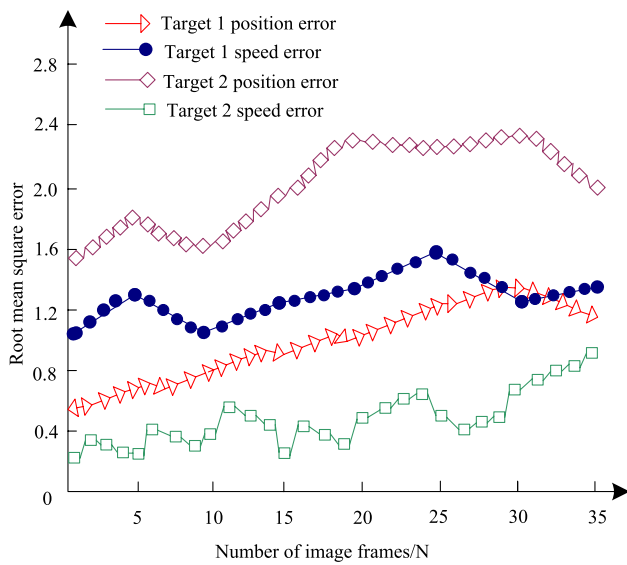 Target 1 position error
Target 1 speed error
Target 2 position error
Target 2 speed error
2.8
2.4
2.0
1.6
1.2
0.8
0.4
0
5
10
15
20
25
30
35
Root mean square error
Number of image frames/N